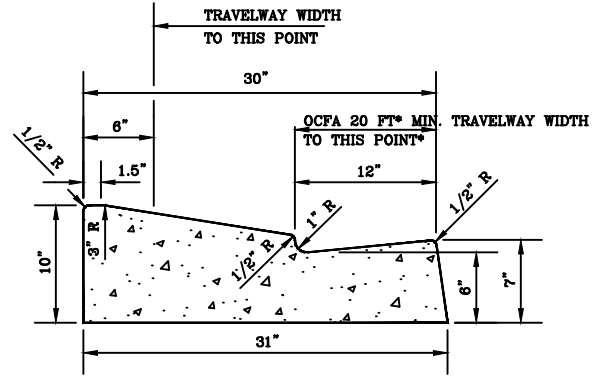 TRAVELWAY WIDTH
TO THIS POINT
30"
OCFA 20 FT* MIN. TRAVELWAY WIDTH
TO THIS POINT*
6"
1/2" R
1.5"
12"
1/2" R
1" R
3" R
1/2" R
10"
6"
7"
31"